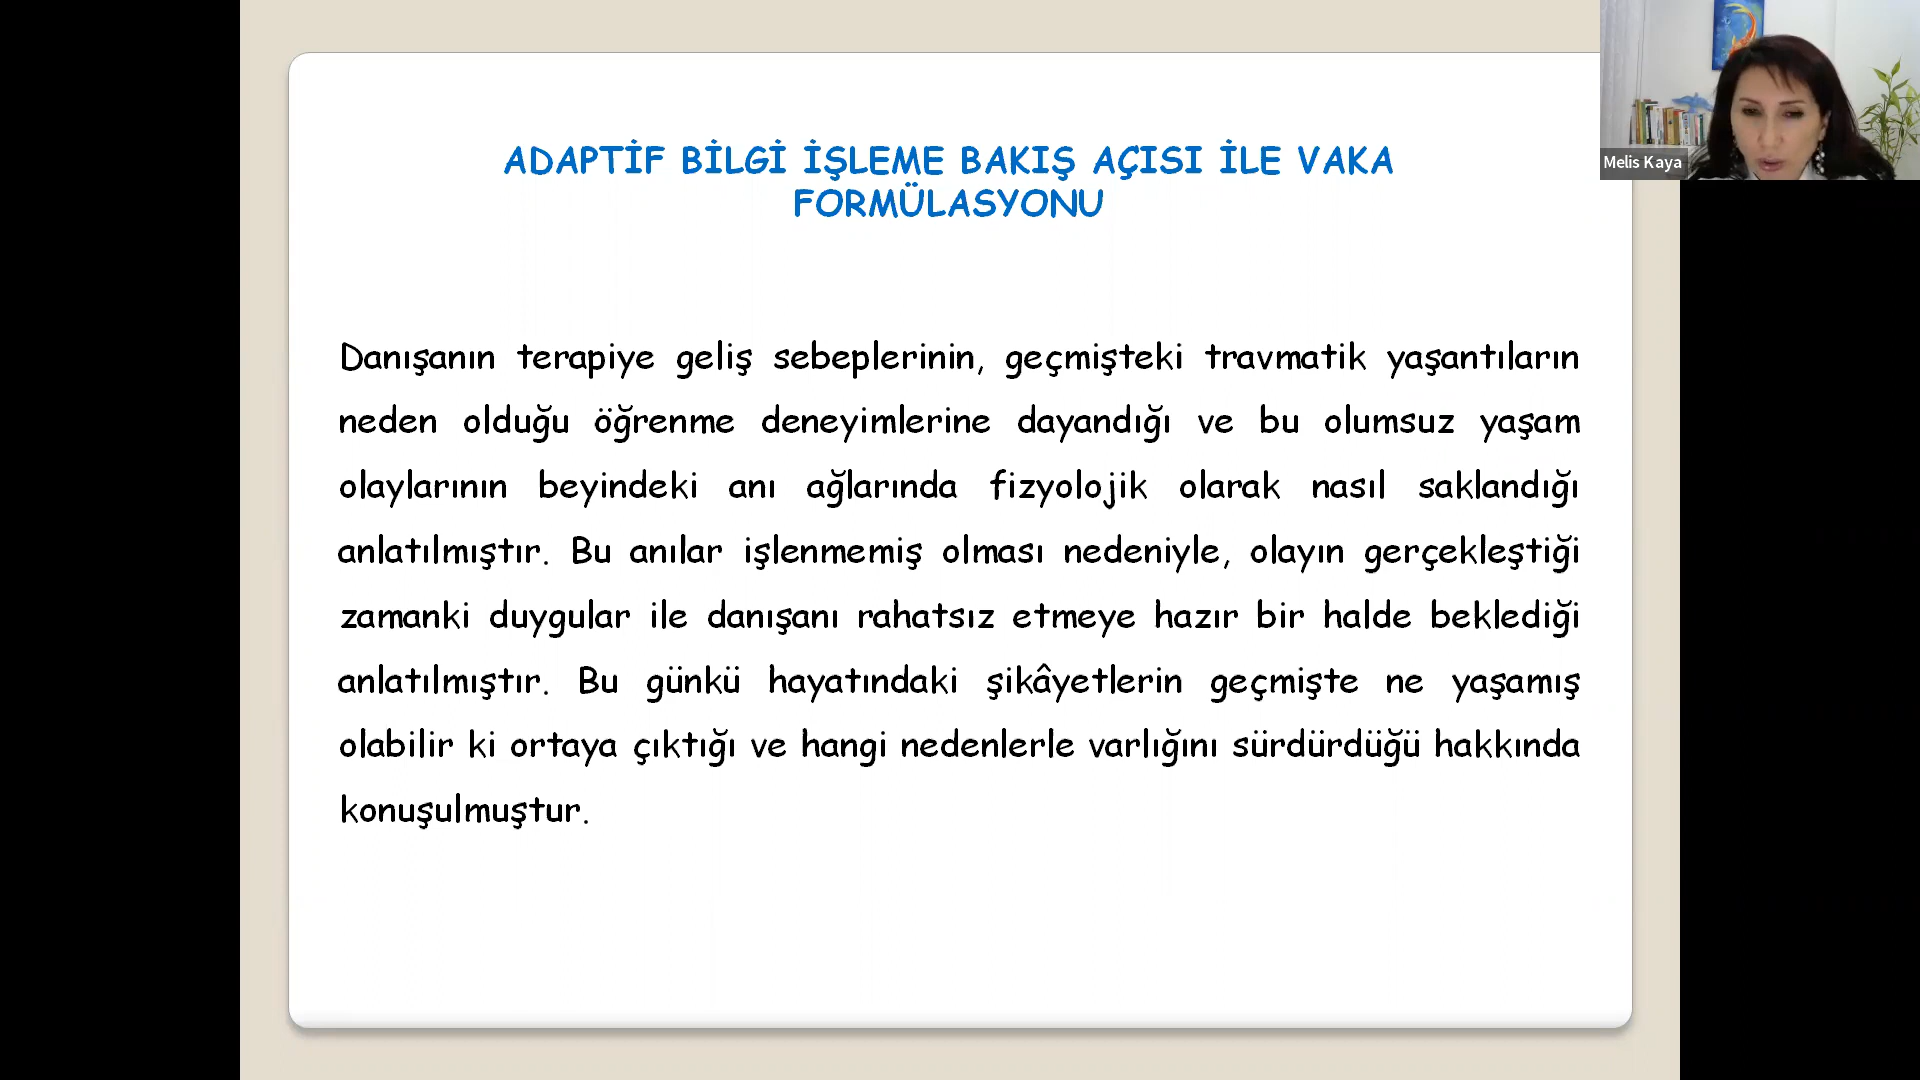 ADAPTİF BİLGİ İŞLEME BAKIŞ AÇISI İLE VAKA
FORMÜLASYONU
Danışanın terapiye geliş sebeplerinin, geçmişteki travmatik yaşantıların
neden olduğu öğrenme deneyimlerine dayandığı ve bu olumsuz yaşam
olaylarının beyindeki anı ağlarında fizyolojik olarak nasıl saklandığı
anlatılmıştır. Bu anılar işlenmemiş olması nedeniyle, olayın gerçekleştiği
zamanki duygular ile danışanı rahatsız etmeye hazır bir halde beklediği
anlatılmıştır. Bu günkü hayatındaki şikâyetlerin geçmişte ne yaşamış
olabilir ki ortaya çıktığı ve hangi nedenlerle varlığını sürdürdüğü hakkında
konuşulmuştur.
Melis Kaya